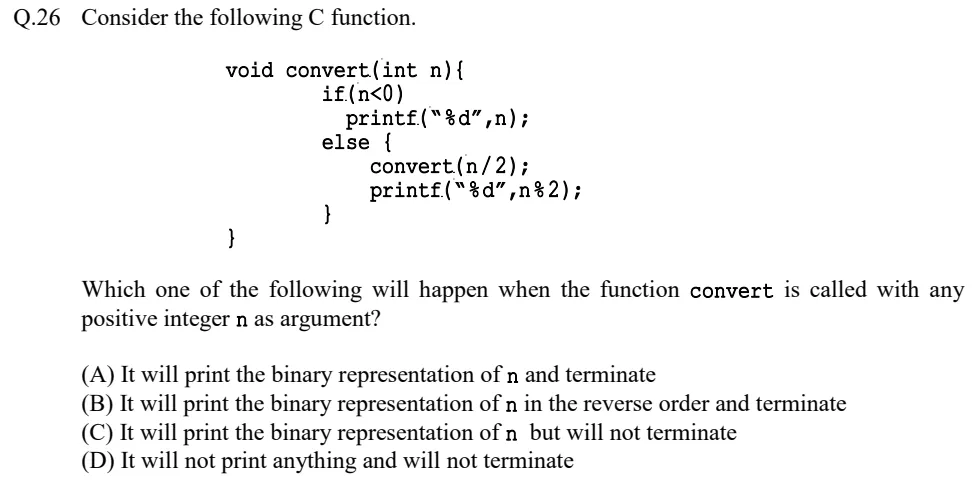 Q.26 Consider the following C function.
void convert(int n){
if(n<0)
printf(“%d”,n);
else {
convert(n/2);
printf(“%d”,n%2);
}
}
Which one of the following will happen when the function convert is called with any
positive integer n as argument?
(A) It will print the binary representation of n and terminate
(B) It will print the binary representation of n in the reverse order and terminate
(C) It will print the binary representation of n but will not terminate
(D) It will not print anything and will not terminate